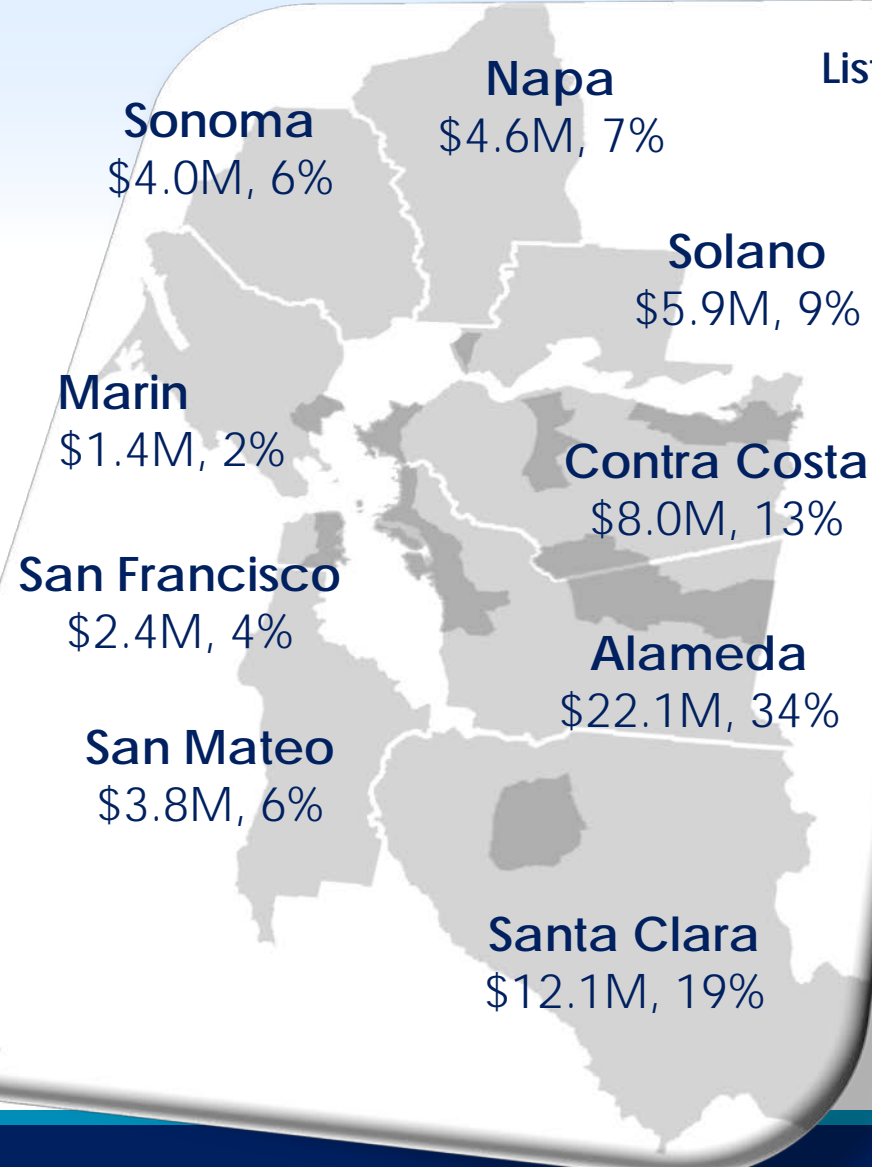 Napa
$4.6M, 7%
Sonoma
$4.0M, 6%
Solano
$5.9M, 9%
Marin
$1.4M, 2%
Contra Costa
$8.0M, 13%
San Francisco
$2.4M, 4%
Alameda
$22.1M, 34%
San Mateo
$3.8M, 6%
Santa Clara
$12.1M, 19%